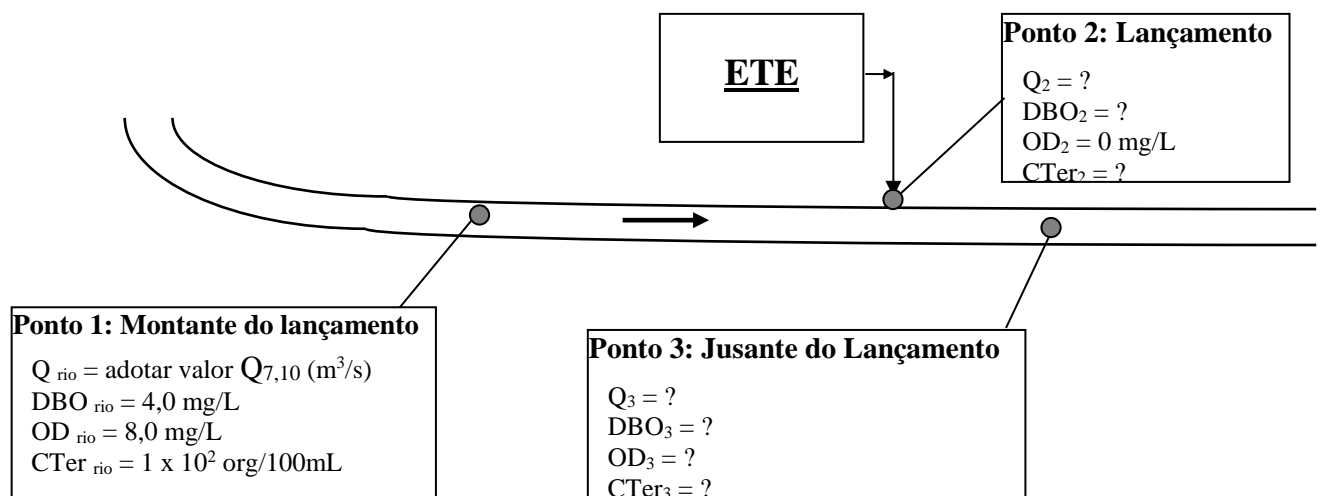 ETE
Ponto 2: Lançamento
Q₂ = ?
DBO₂ = ?
OD₂ = 0 mg/L
CTer₂ = ?
Ponto 1: Montante do lançamento
Q rio = adotar valor Q₇,₁₀ (m³/s)
DBO rio = 4,0 mg/L
OD rio = 8,0 mg/L
CTer rio = 1 x 10² org/100mL
Ponto 3: Jusante do Lançamento
Q₃ = ?
DBO₃ = ?
OD₃ = ?
CTer₃ = ?